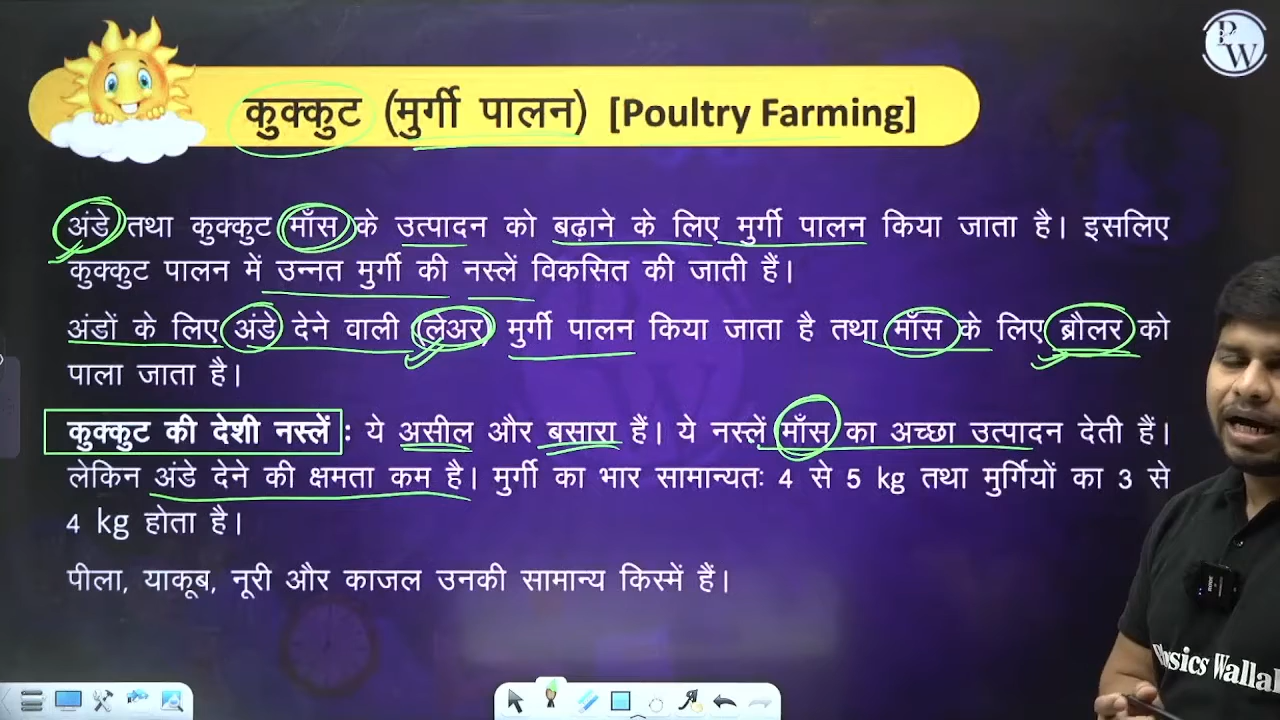 कुक्कुट (मुर्गी पालन) [Poultry Farming]
PW
अंडे तथा कुक्कुट माँस के उत्पादन को बढ़ाने के लिए मुर्गी पालन किया जाता है। इसलिए
कुक्कुट पालन में उन्नत मुर्गी की नस्लें विकसित की जाती हैं।
अंडों के लिए अंडे देने वाली (लेअर) मुर्गी पालन किया जाता है तथा माँस के लिए ब्रौलर को
पाला जाता है।
कुक्कुट की देशी नस्लें : ये असील और बसारा हैं। ये नस्लें माँस का अच्छा उत्पादन देती हैं।
लेकिन अंडे देने की क्षमता कम है। मुर्गी का भार सामान्यतः 4 से 5 kg तथा मुर्गियों का 3 से
4 kg होता है।
पीला, याकूब, नूरी और काजल उनकी सामान्य किस्में हैं।